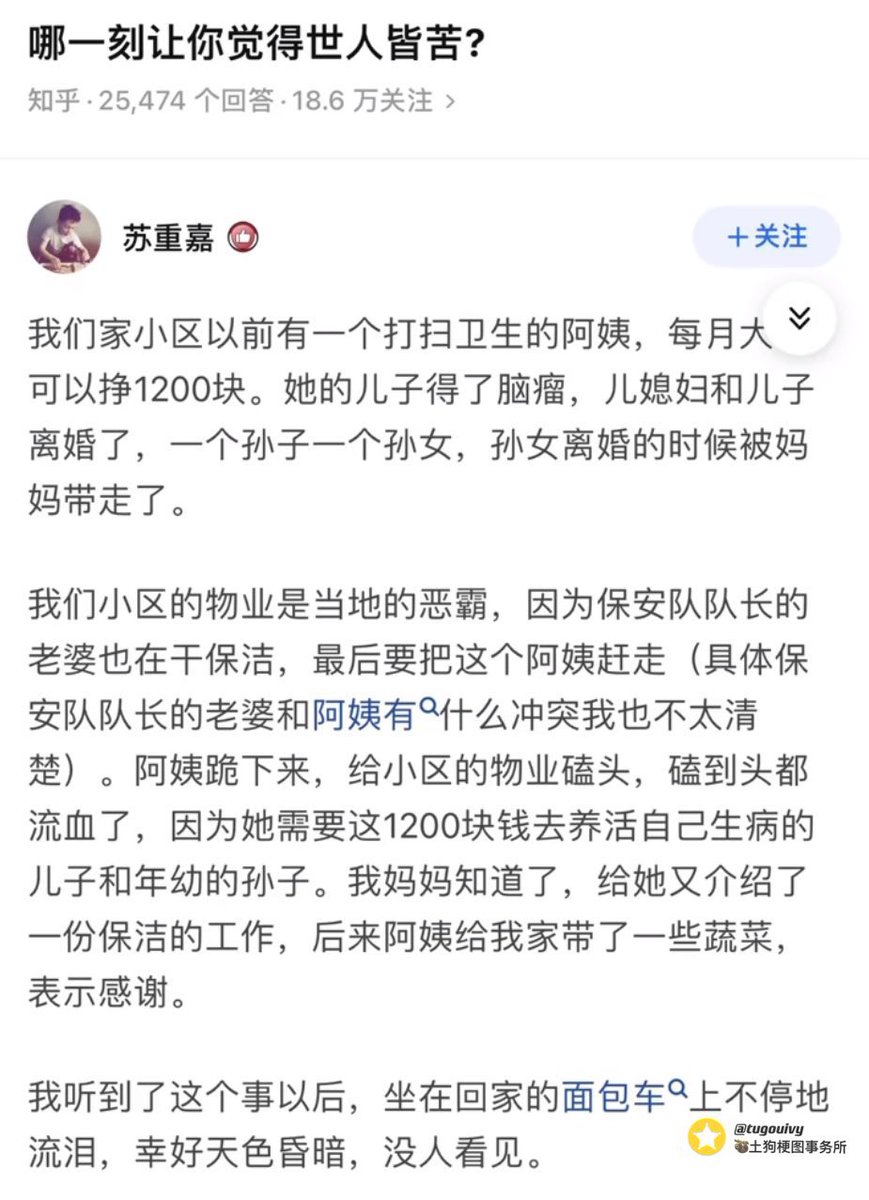 哪一刻让你觉得世人皆苦?
知乎 · 25,474 个回答 · 18.6 万关注 >
苏重嘉
＋关注
我们家小区以前有一个打扫卫生的阿姨，每月大
可以挣1200块。她的儿子得了脑瘤，儿媳妇和儿子
离婚了，一个孙子一个孙女，孙女离婚的时候被妈
妈带走了。
我们小区的物业是当地的恶霸，因为保安队队长的
老婆也在干保洁，最后要把这个阿姨赶走（具体保
安队队长的老婆和阿姨有什么冲突我也不太清
楚）。阿姨跪下来，给小区的物业磕头，磕到头都
流血了，因为她需要这1200块钱去养活自己生病的
儿子和年幼的孙子。我妈妈知道了，给她又介绍了
一份保洁的工作，后来阿姨给我家带了一些蔬菜，
表示感谢。
我听到了这个事以后，坐在回家的面包车上不停地
流泪，幸好天色昏暗，没人看见。
@tugouivy
土狗梗图事务所